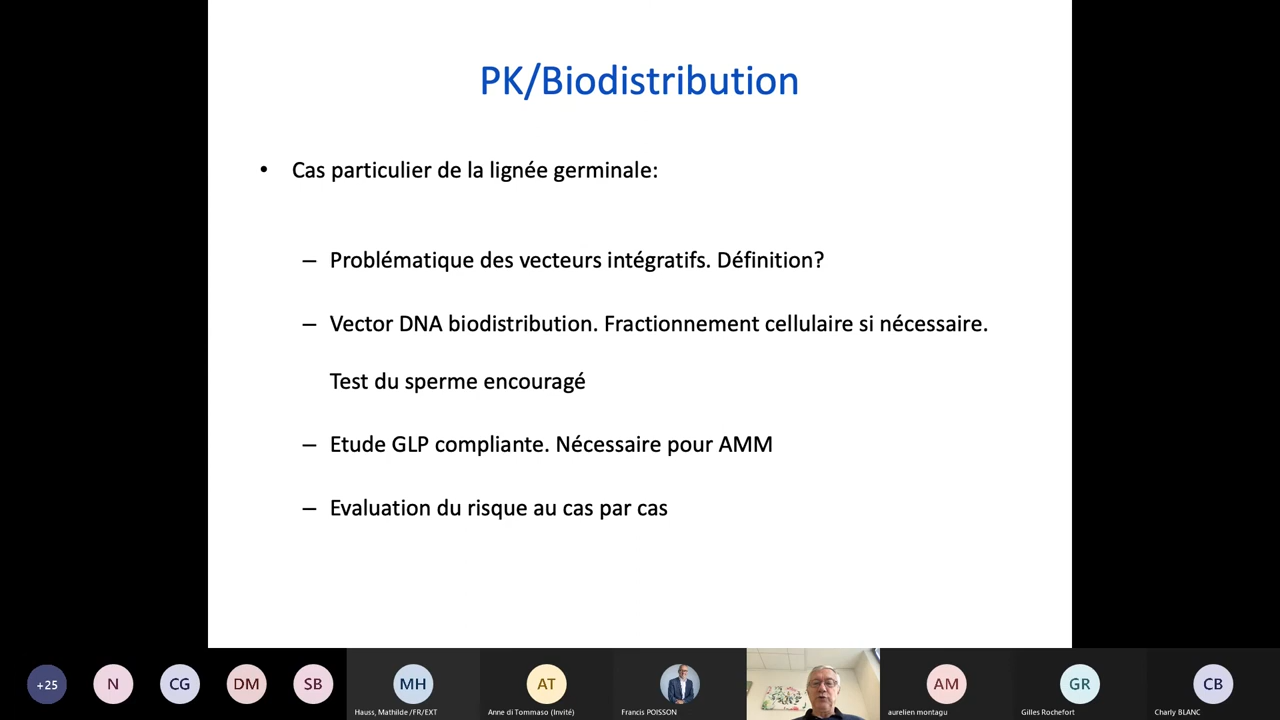 PK/Biodistribution
• Cas particulier de la lignée germinale:
– Problématique des vecteurs intégratifs. Définition?
– Vector DNA biodistribution. Fractionnement cellulaire si nécessaire.
Test du sperme encouragé
– Etude GLP compliante. Nécessaire pour AMM
– Evaluation du risque au cas par cas
+25
N
CG
DM
SB
MH
AT
AM
GR
CB
Hauss, Mathilde /FR/EXT
Anne di Tommaso (Invité)
Francis POISSON
aurelien montagu
Gilles Rochefort
Charly BLANC